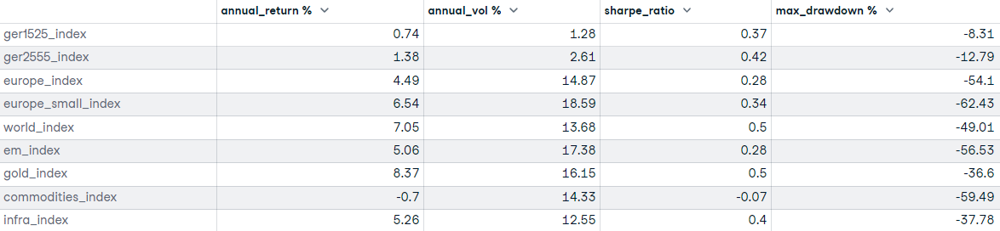 annual_return % annual_vol % sharpe_ratio max_drawdown %
ger1525_index 0.74 1.28 0.37 -8.31
ger2555_index 1.38 2.61 0.42 -12.79
europe_index 4.49 14.87 0.28 -54.1
europe_small_index 6.54 18.59 0.34 -62.43
world_index 7.05 13.68 0.5 -49.01
em_index 5.06 17.38 0.28 -56.53
gold_index 8.37 16.15 0.5 -36.6
commodities_index -0.7 14.33 -0.07 -59.49
infra_index 5.26 12.55 0.4 -37.78